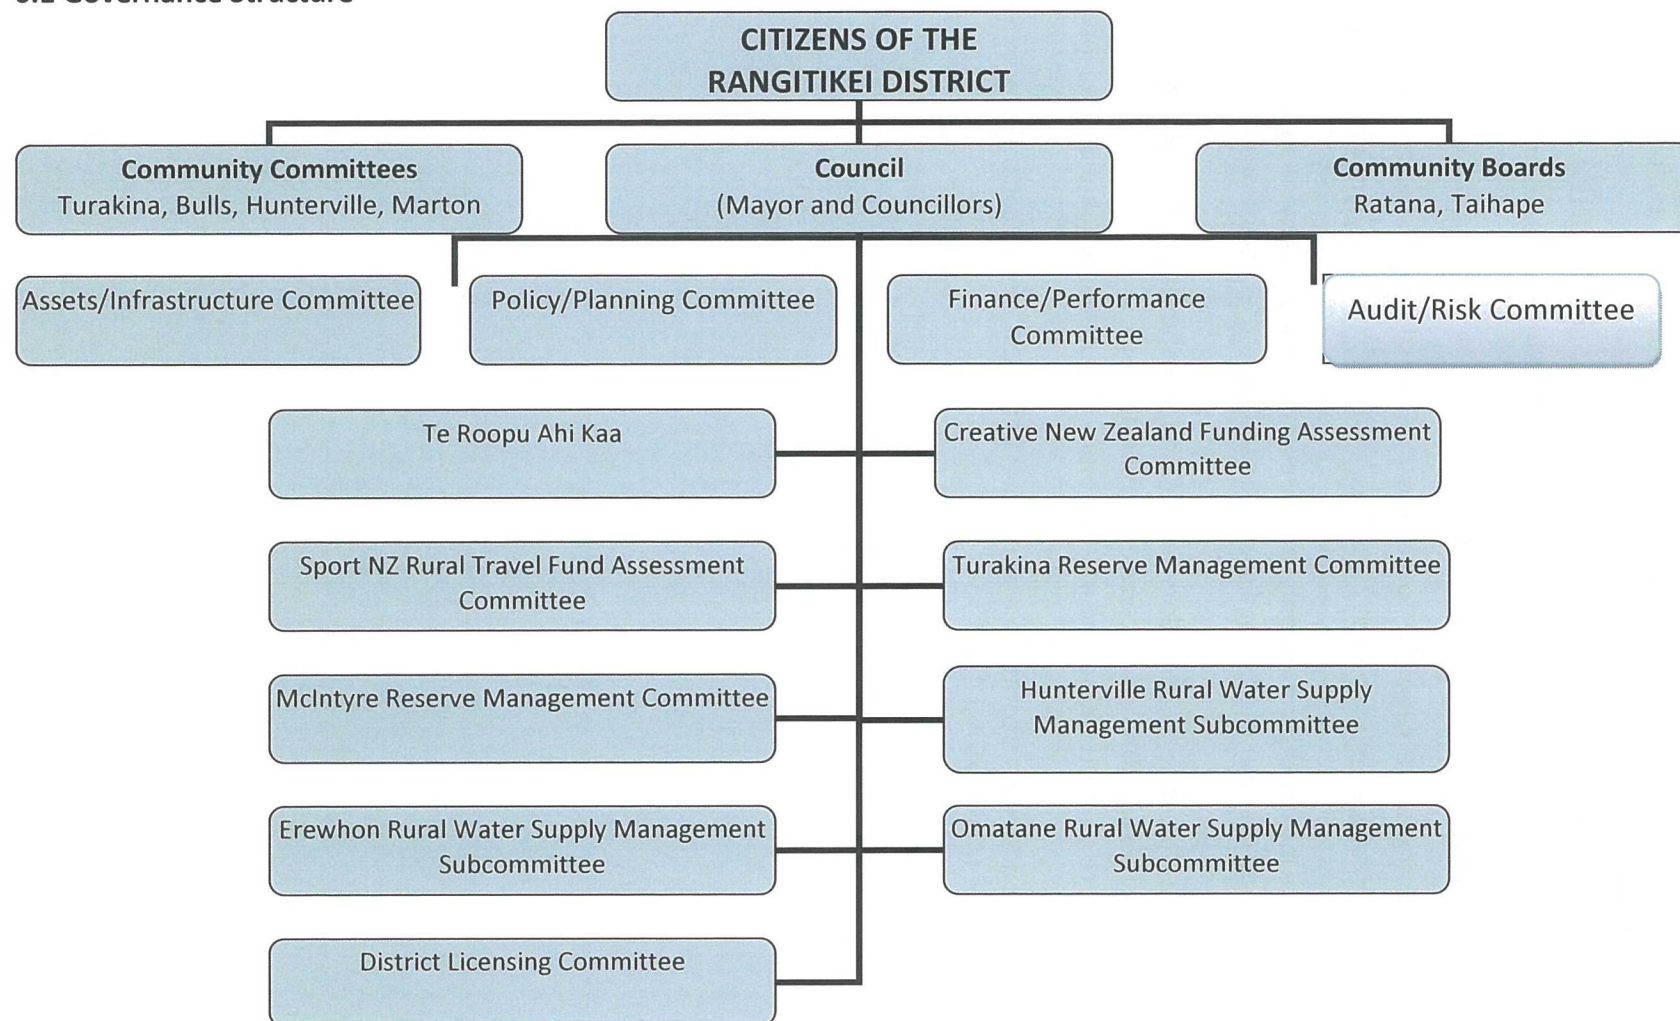 CITIZENS OF THE
RANGITIKEI DISTRICT
Community Committees
Turakina, Bulls, Hunterville, Marton
Council
(Mayor and Councillors)
Community Boards
Ratana, Taihape
Assets/Infrastructure Committee
Policy/Planning Committee
Finance/Performance
Committee
Audit/Risk Committee
Te Roopu Ahi Kaa
Creative New Zealand Funding Assessment
Committee
Sport NZ Rural Travel Fund Assessment
Committee
Turakina Reserve Management Committee
McIntyre Reserve Management Committee
Hunterville Rural Water Supply
Management Subcommittee
Erewhon Rural Water Supply Management
Subcommittee
Omatane Rural Water Supply Management
Subcommittee
District Licensing Committee